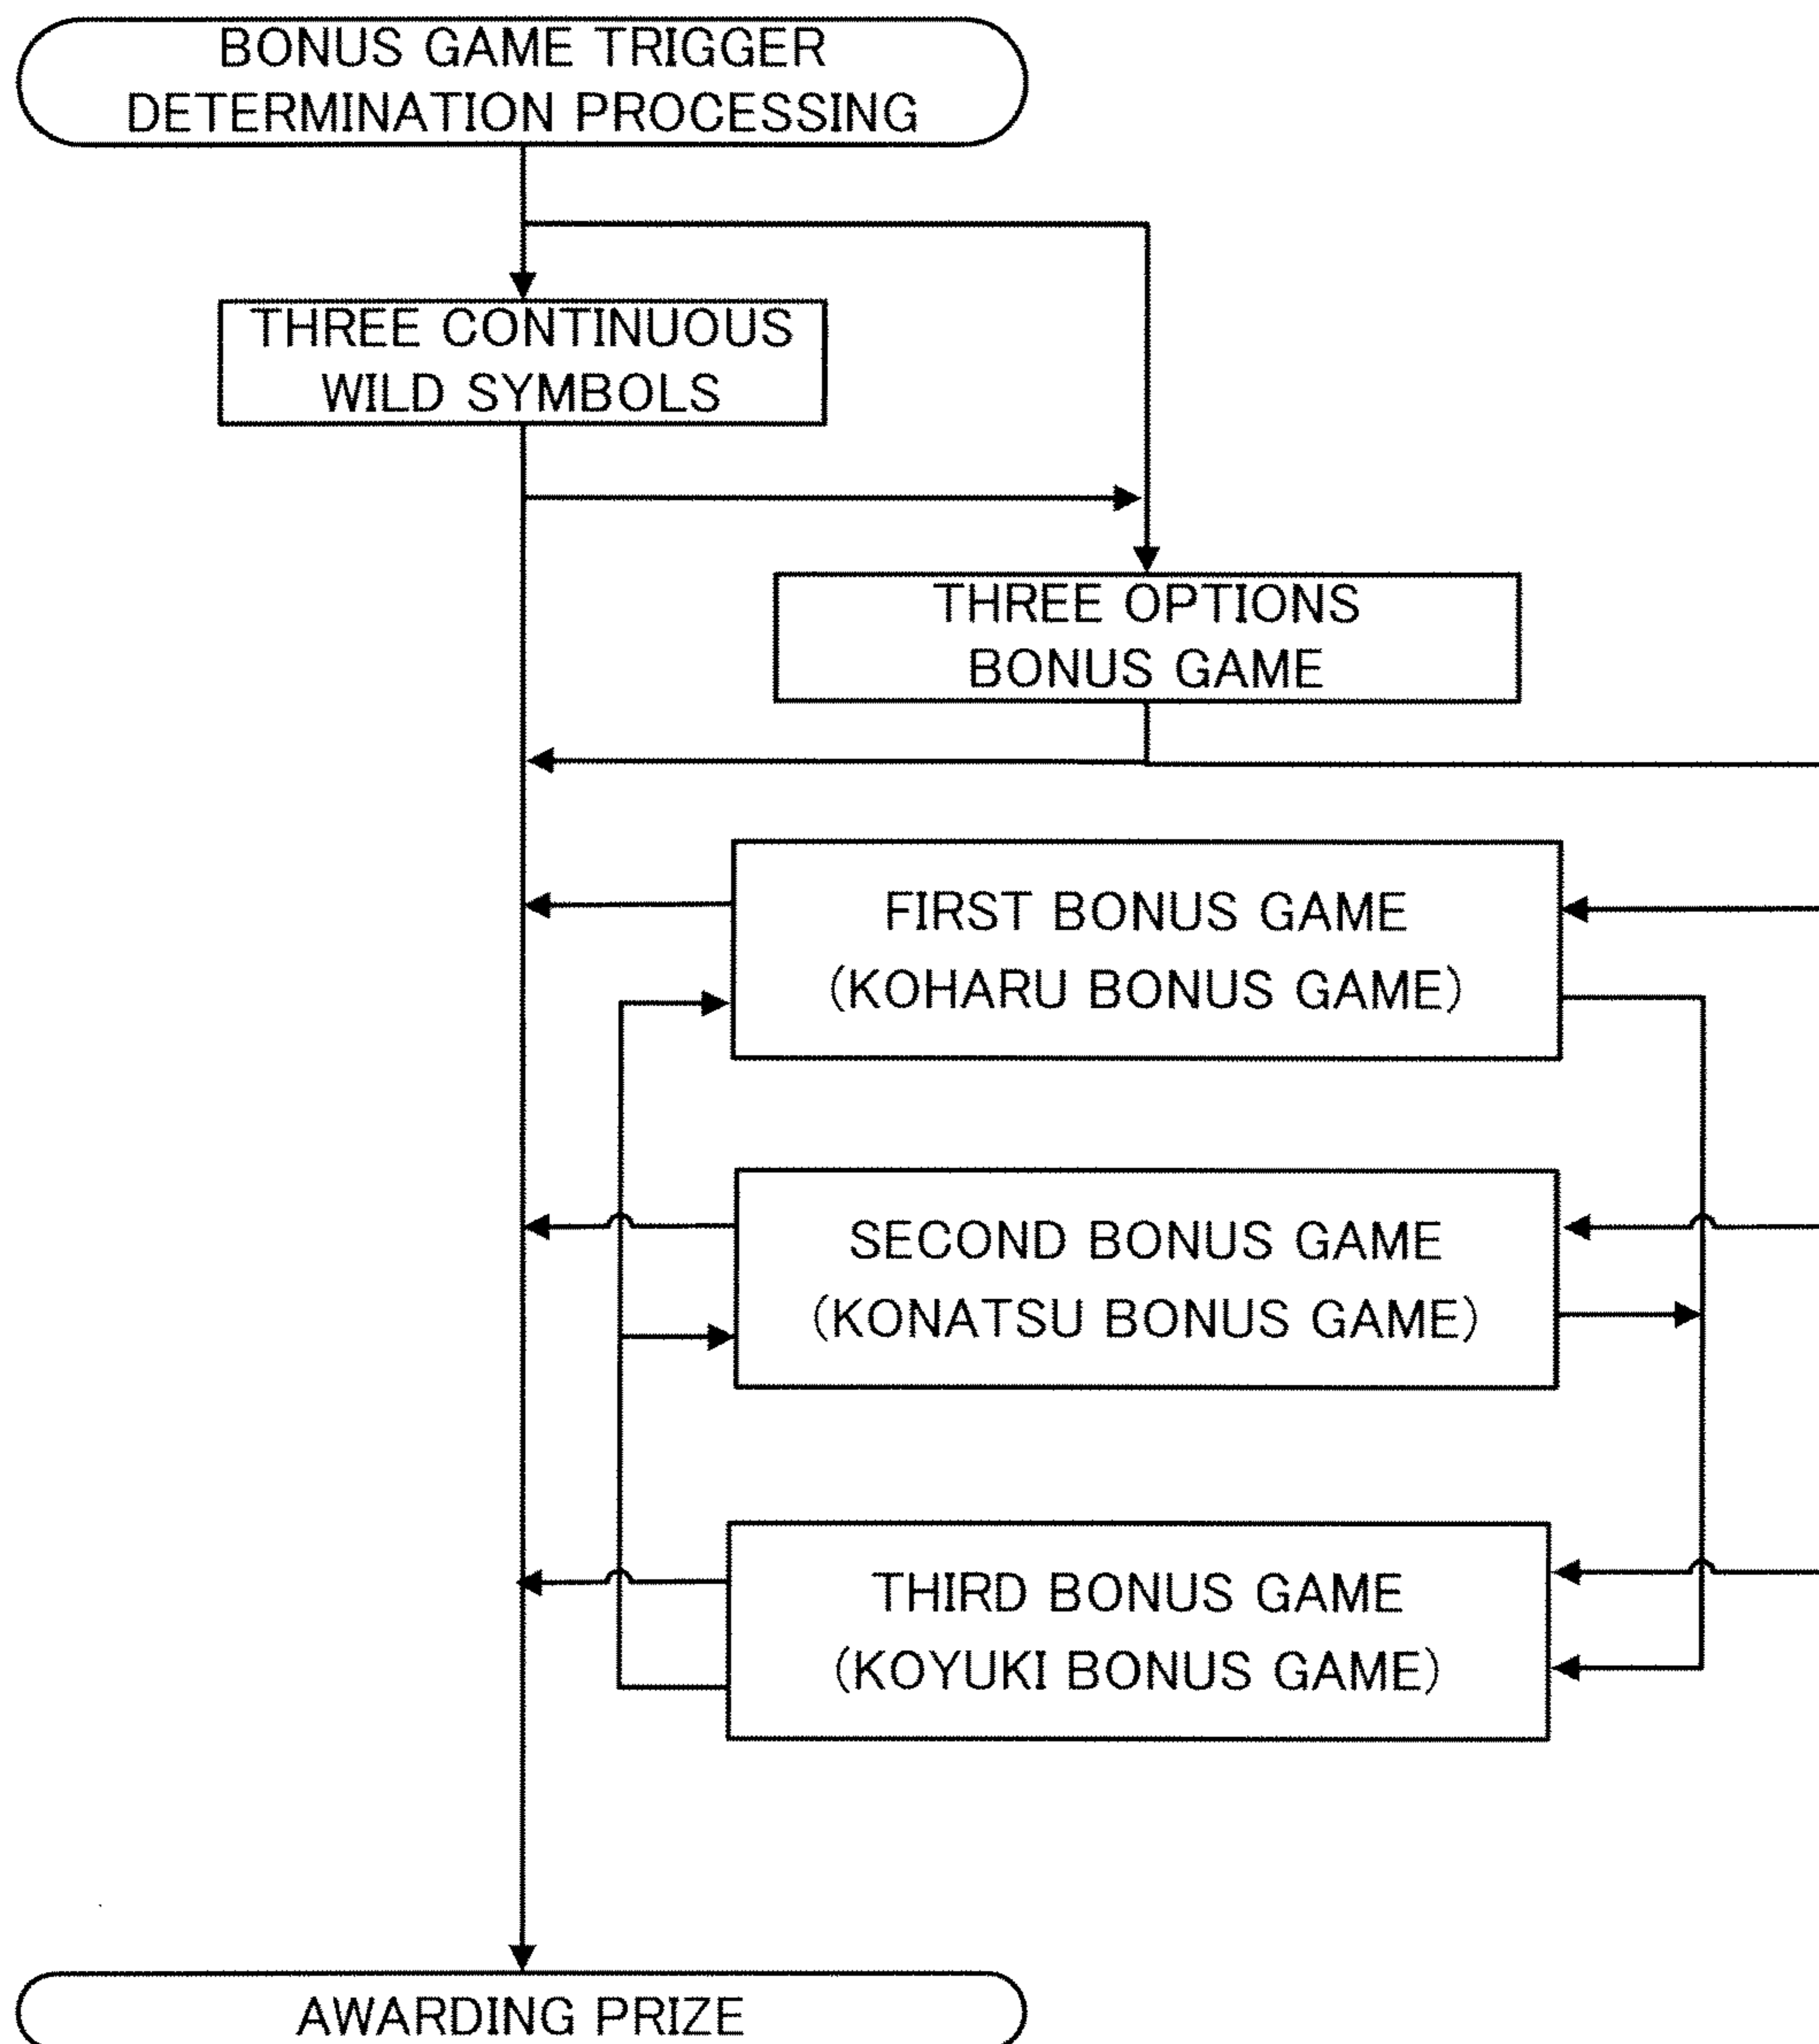 BONUS GAME TRIGGER
DETERMINATION PROCESSING
THREE CONTINUOUS
WILD SYMBOLS
THREE OPTIONS
BONUS GAME
FIRST BONUS GAME
(KOHARU BONUS GAME)
SECOND BONUS GAME
(KONATSU BONUS GAME)
THIRD BONUS GAME
(KOYUKI BONUS GAME)
AWARDING PRIZE